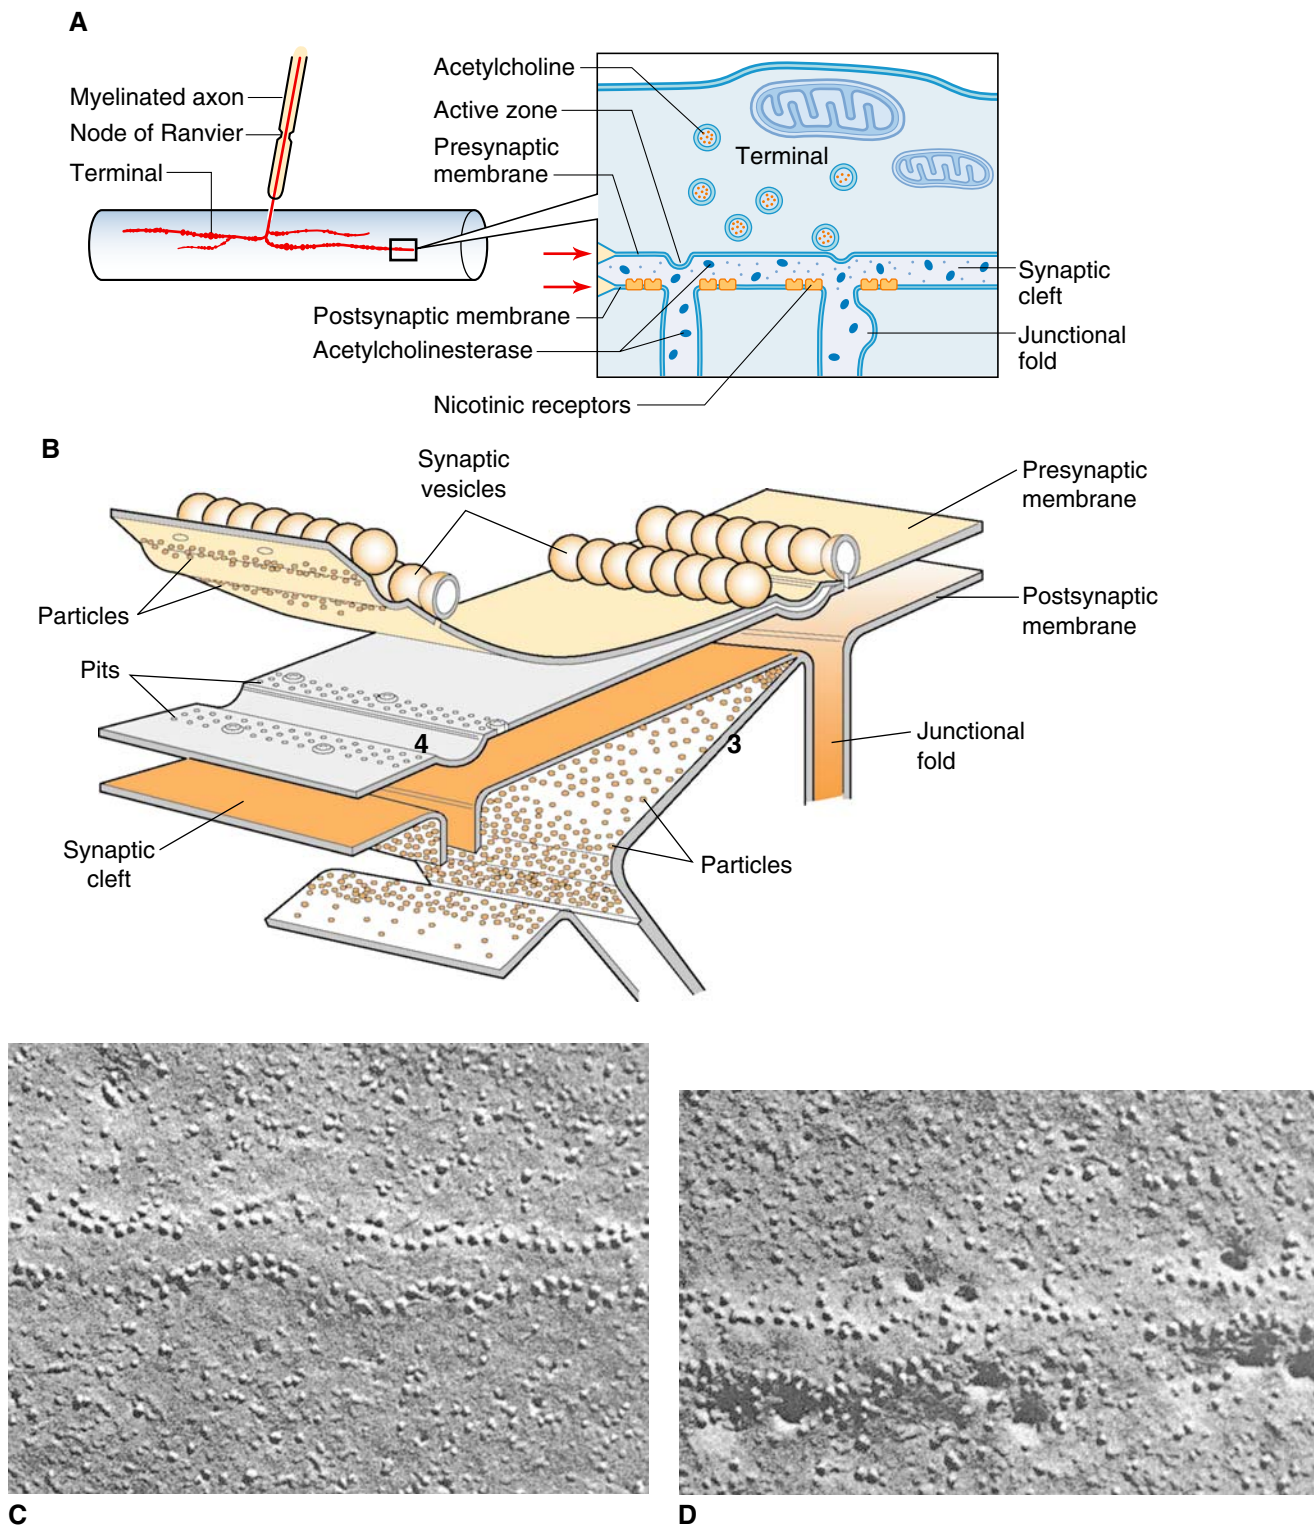 A
Myelinated axon
Node of Ranvier
Terminal
Acetylcholine
Active zone
Presynaptic
membrane
Terminal
Postsynaptic membrane
Acetylcholinesterase
Nicotinic receptors
Synaptic
cleft
Junctional
fold
B
Synaptic
vesicles
Presynaptic
membrane
Particles
Postsynaptic
membrane
Pits
4
3
Junctional
fold
Synaptic
cleft
Particles
C
D